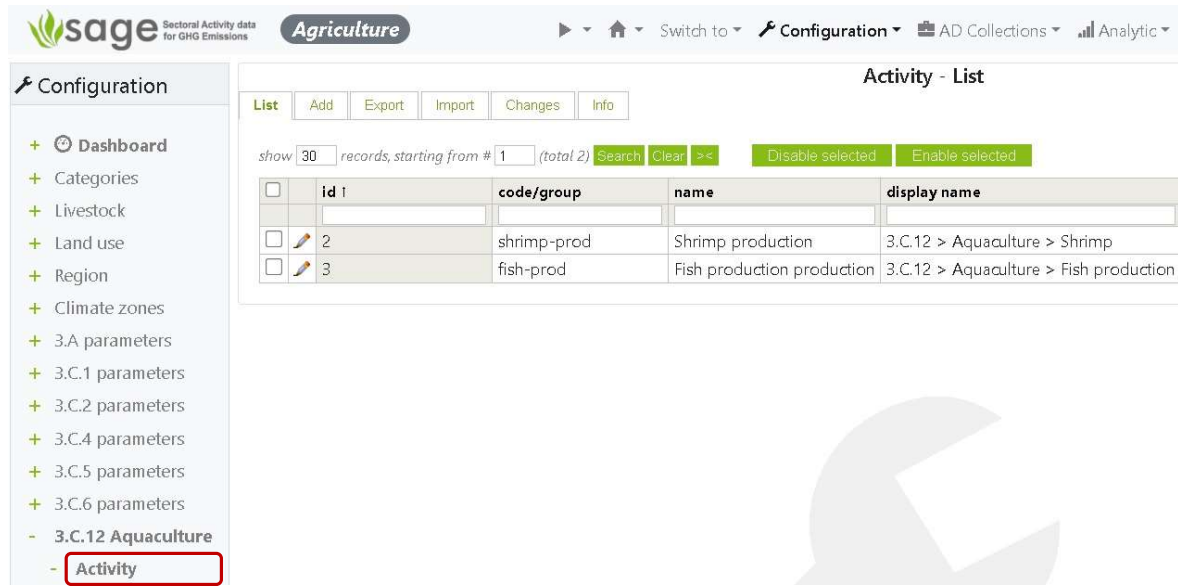 sage Sectoral Activity data for GHG Emissions
Agriculture
Switch to
Configuration
AD Collections
Analytic
Configuration
+ Dashboard
+ Categories
+ Livestock
+ Land use
+ Region
+ Climate zones
+ 3.A parameters
+ 3.C.1 parameters
+ 3.C.2 parameters
+ 3.C.4 parameters
+ 3.C.5 parameters
+ 3.C.6 parameters
- 3.C.12 Aquaculture
- Activity
Activity - List
List Add Export Import Changes Info
show 30 records, starting from # 1 (total 2) Search Clear >< Disable selected Enable selected
id ↑ code/group name display name
2 shrimp-prod Shrimp production 3.C.12 > Aquaculture > Shrimp
3 fish-prod Fish production production 3.C.12 > Aquaculture > Fish production